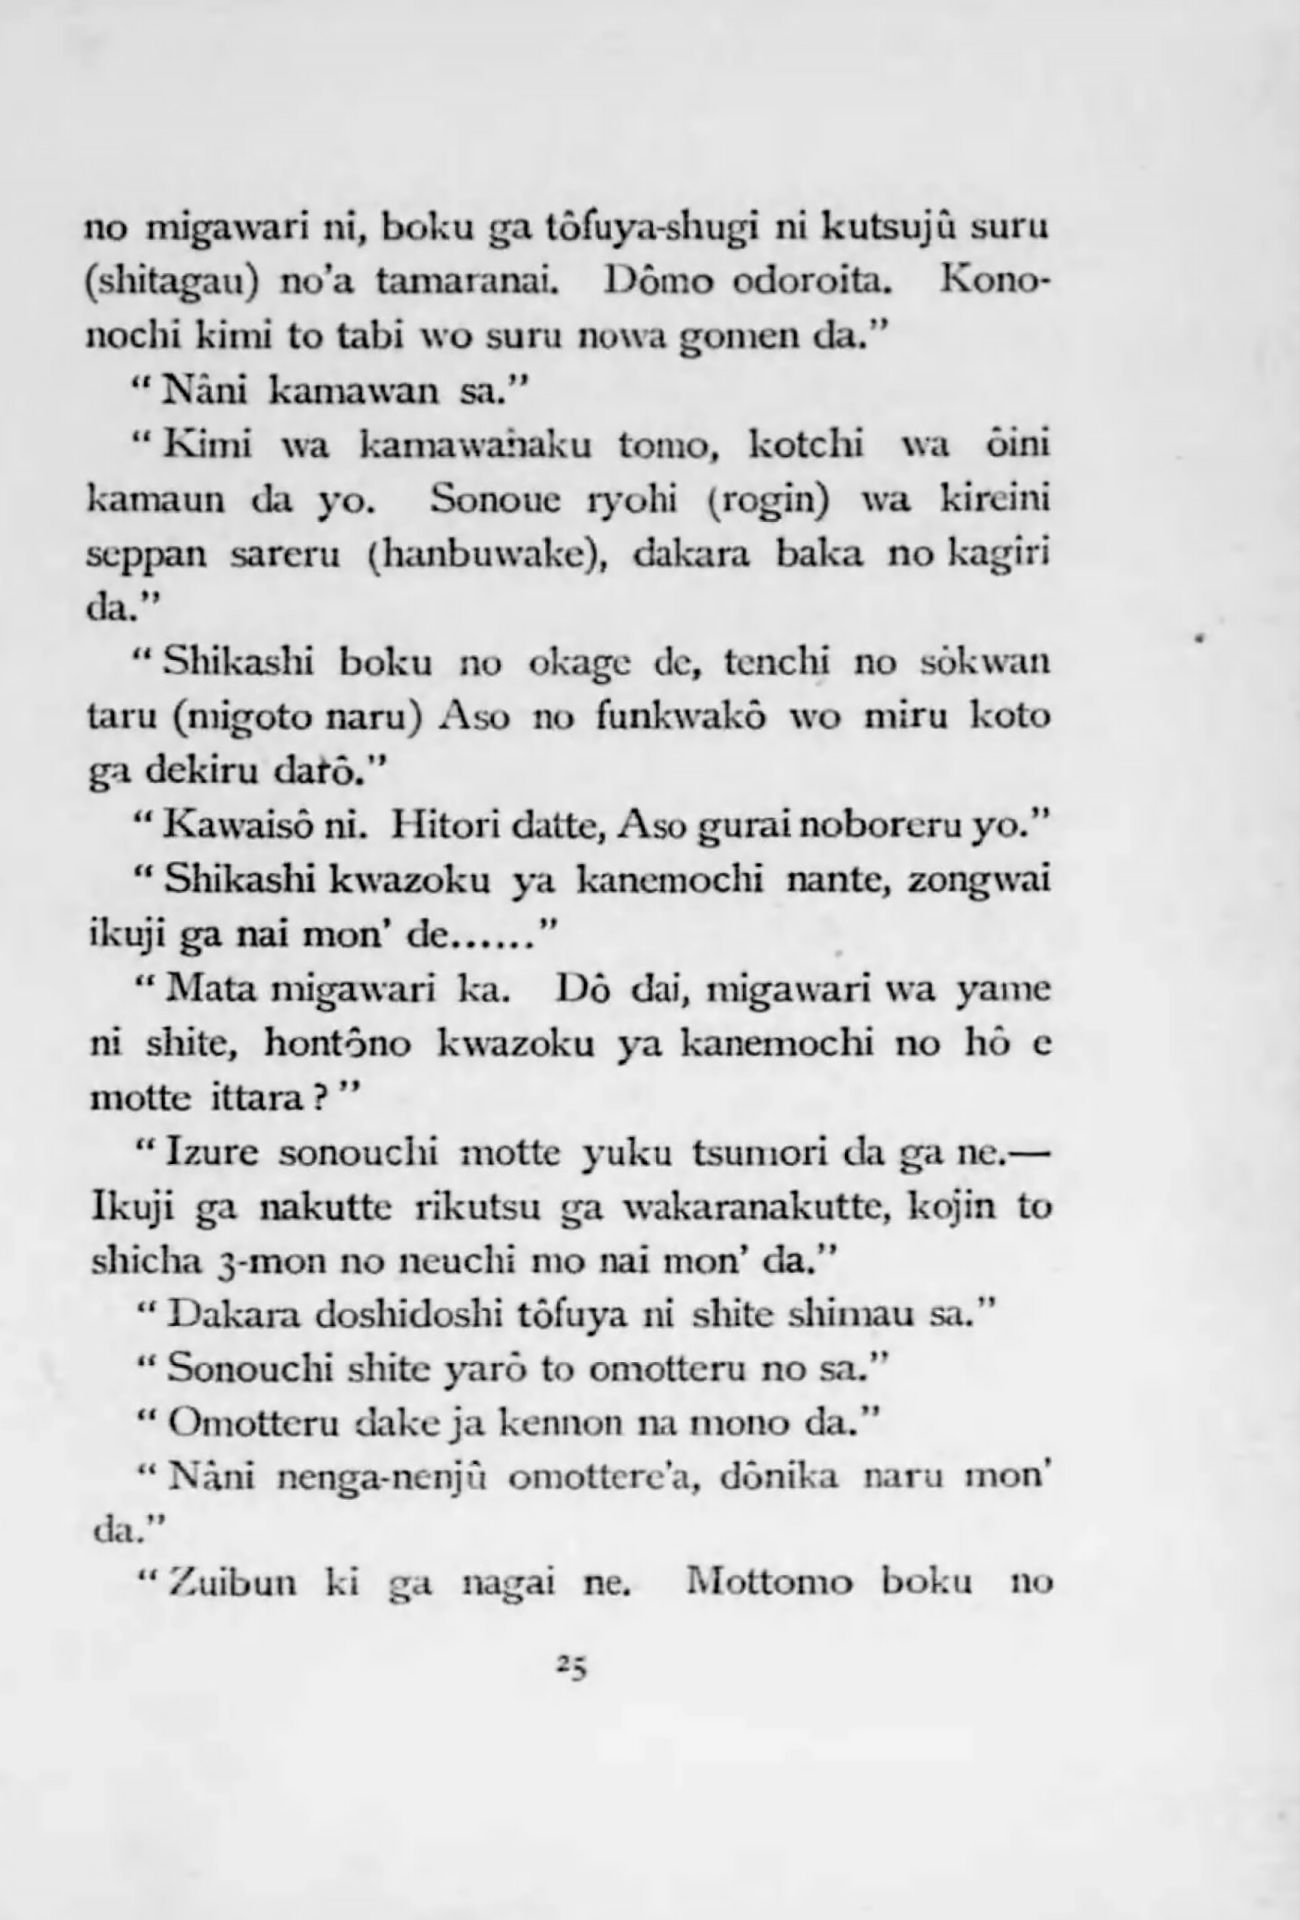 no migawari ni, boku ga tôfuya-shugi ni kutsujû suru
(shitagau) no’a tamaranai. Dômo odoroita. Kono-
nochi kimi to tabi wo suru nowa gomen da.”
“ Nâni kamawan sa.”
“ Kimi wa kamawanaku tomo, kotchi wa ôini
kamaun da yo. Sonoue ryohi (rogin) wa kireini
seppan sareru (hanbuwake), dakara baka no kagiri
da.”
“ Shikashi boku no okage de, tenchi no sôkwan
taru (migoto naru) Aso no funkwakô wo miru koto
ga dekiru darô.”
“ Kawaisô ni. Hitori datte, Aso gurai noboreru yo.”
“ Shikashi kwazoku ya kanemochi nante, zongwai
ikuji ga nai mon’ de......”
“ Mata migawari ka. Dô dai, migawari wa yame
ni shite, hontôno kwazoku ya kanemochi no hô e
motte ittara ? ”
“ Izure sonouchi motte yuku tsumori da ga ne.—
Ikuji ga nakutte rikutsu ga wakaranakutte, kojin to
shicha 3-mon no neuchi mo nai mon’ da.”
“ Dakara doshidoshi tôfuya ni shite shimau sa.”
“ Sonouchi shite yarô to omotteru no sa.”
“ Omotteru dake ja kennon na mono da.”
“ Nâni nenga-nenjû omottere’a, dônika naru mon’
da.”
“ Zuibun ki ga nagai ne. Mottomo boku no
25